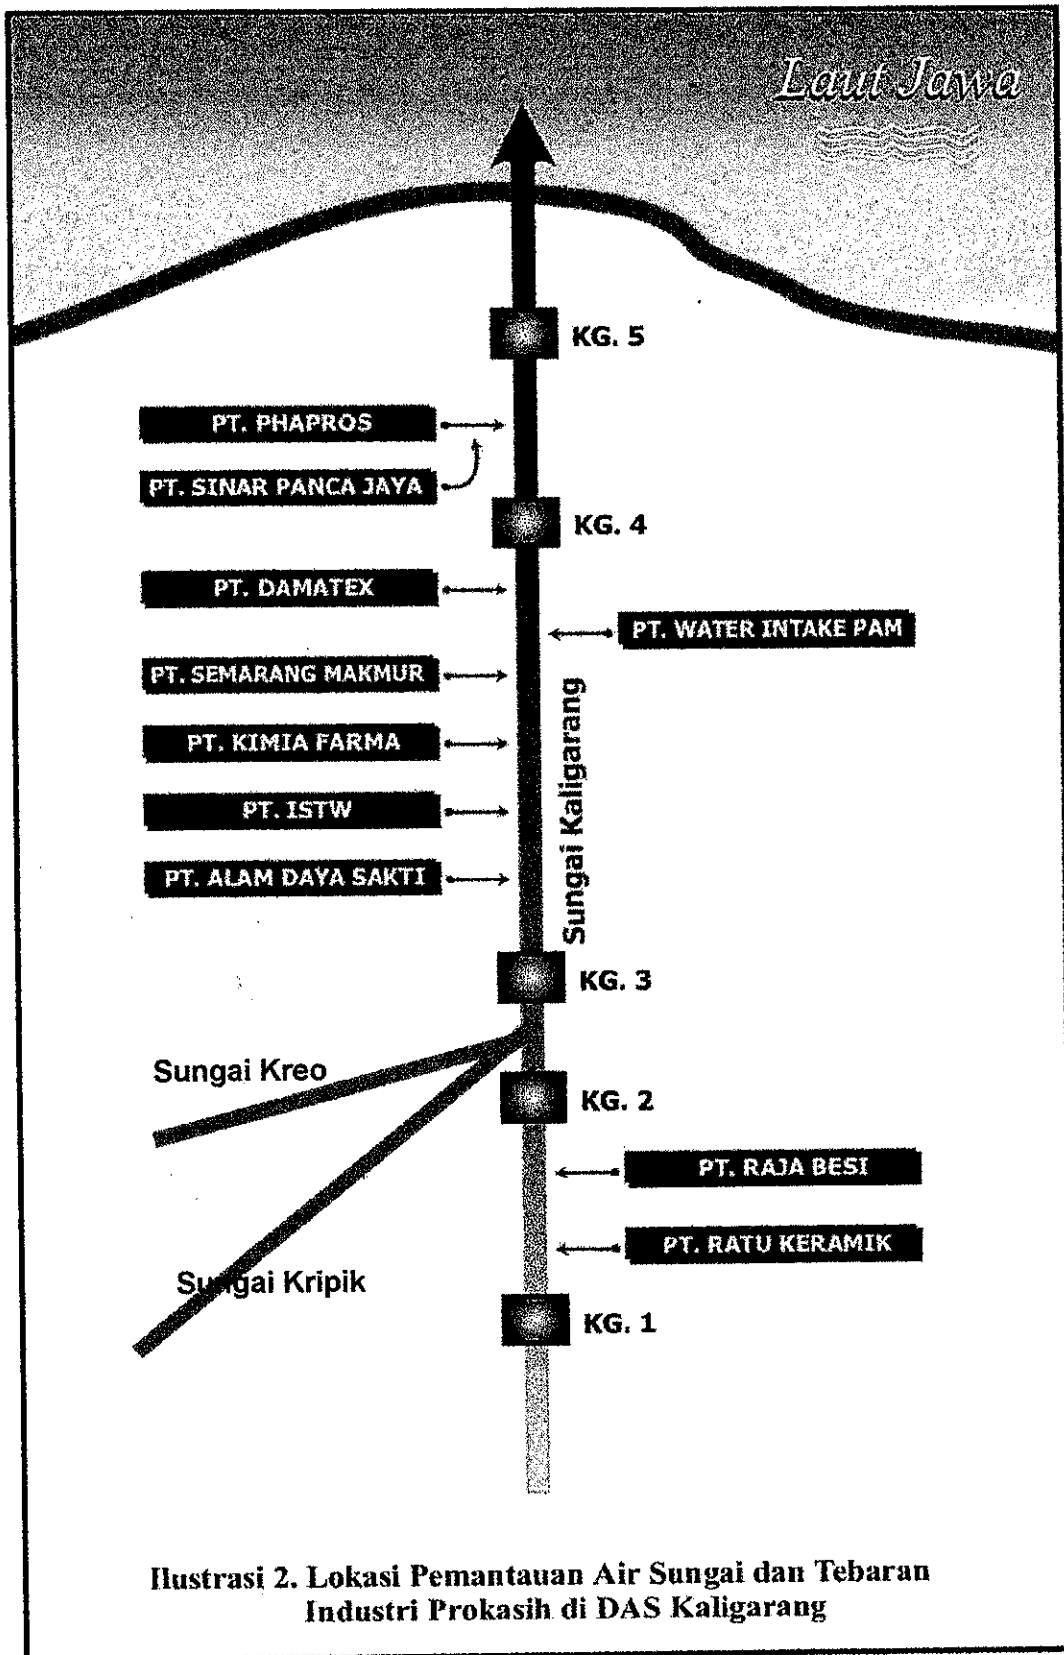 Laut Jawa
KG. 5
PT. PHAPROS
PT. SINAR PANCA JAYA
KG. 4
PT. DAMATEX
PT. WATER INTAKE PAM
PT. SEMARANG MAKMUR
PT. KIMIA FARMA
PT. ISTW
PT. ALAM DAYA SAKTI
Sungai Kaligarang
KG. 3
Sungai Kreo
KG. 2
PT. RAJA BESI
PT. RATU KERAMIK
Sungai Kripik
KG. 1
Ilustrasi 2. Lokasi Pemantauan Air Sungai dan Tebaran
Industri Prokasih di DAS Kaligarang